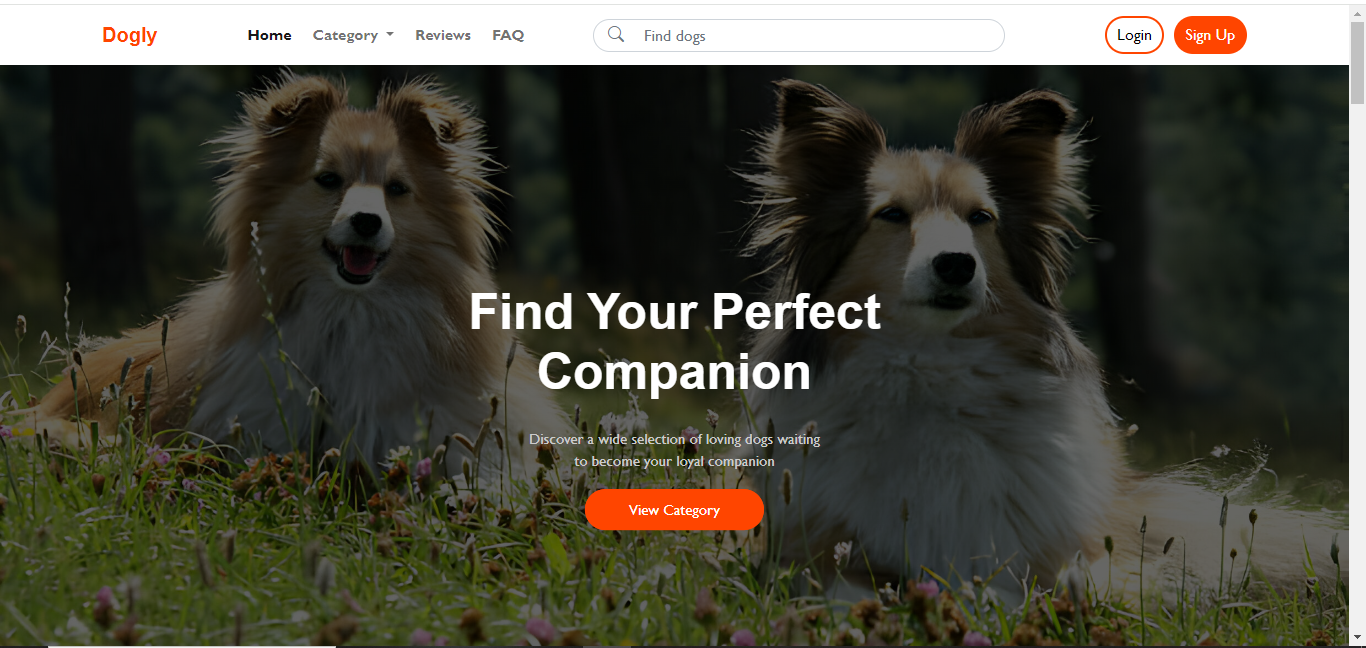 Dogly
Home
Category
Reviews
FAQ
Find dogs
Login
Sign Up
Find Your Perfect
Companion
Discover a wide selection of loving dogs waiting
to become your loyal companion
View Category